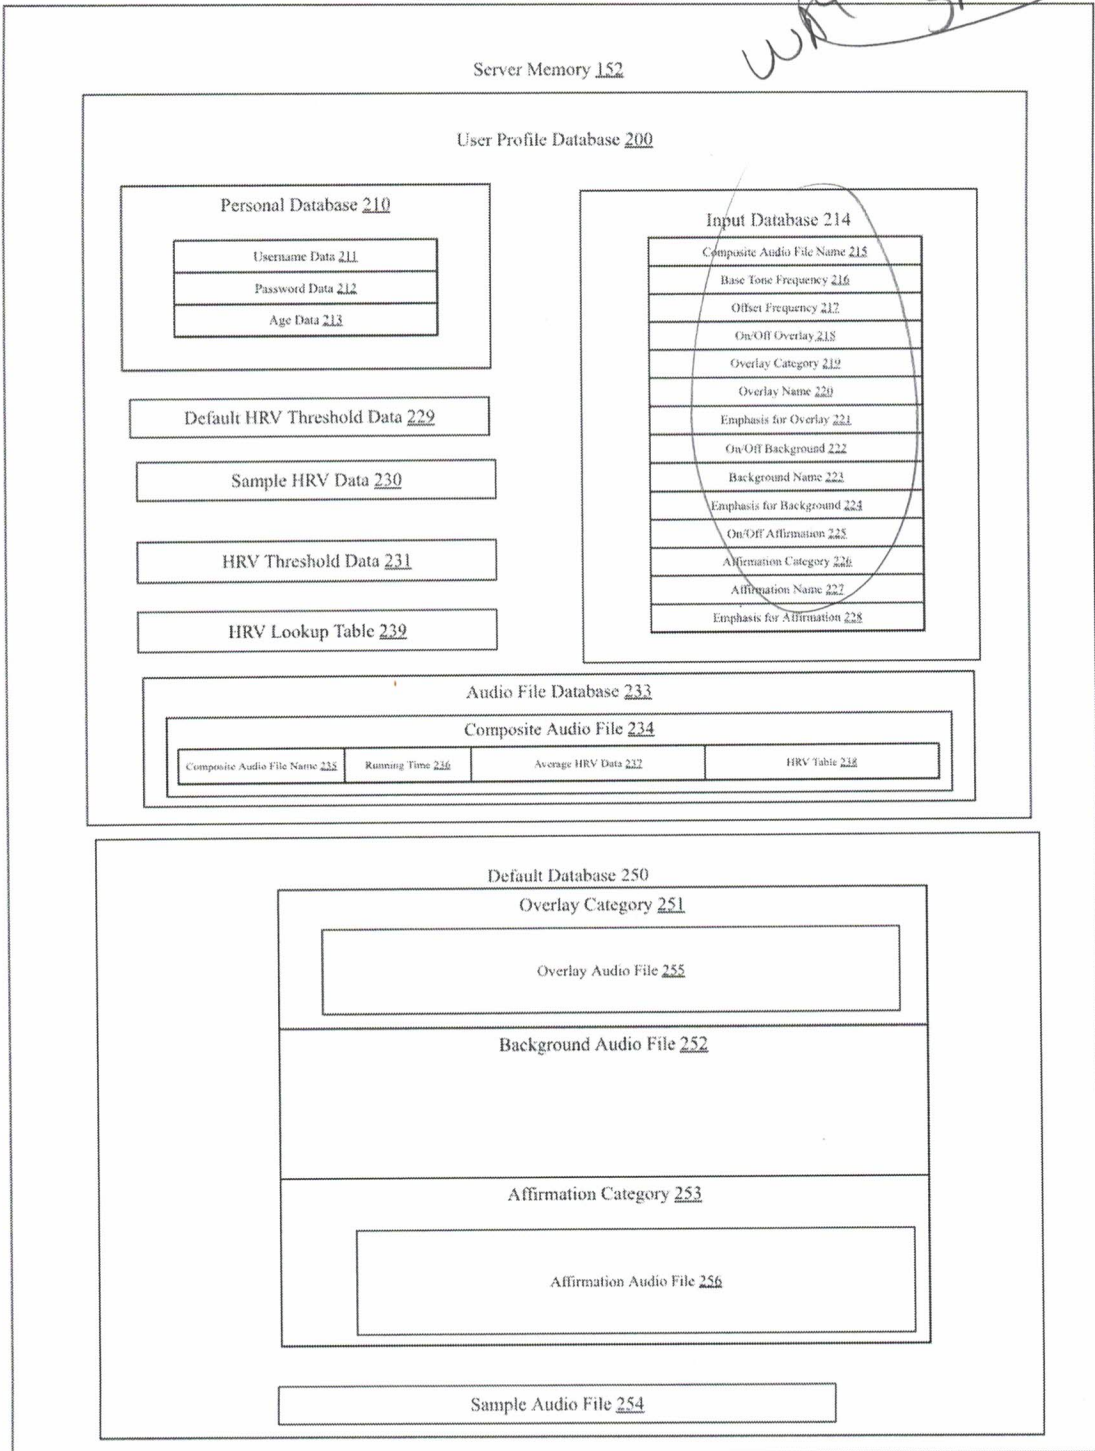 Server Memory 152
User Profile Database 200
Personal Database 210
Username Data 211
Password Data 212
Age Data 213
Default HRV Threshold Data 229
Sample HRV Data 230
HRV Threshold Data 231
HRV Lookup Table 239
Input Database 214
Composite Audio File Name 215
Base Tone Frequency 216
Offset Frequency 217
On/Off Overlay 218
Overlay Category 219
Overlay Name 220
Emphasis for Overlay 221
On/Off Background 222
Background Name 223
Emphasis for Background 224
On/Off Affirmation 225
Affirmation Category 226
Affirmation Name 227
Emphasis for Affirmation 228
Audio File Database 233
Composite Audio File 234
Composite Audio File Name 235
Running Time 236
Average HRV Data 237
HRV Table 238
Default Database 250
Overlay Category 251
Overlay Audio File 255
Background Audio File 252
Affirmation Category 253
Affirmation Audio File 256
Sample Audio File 254